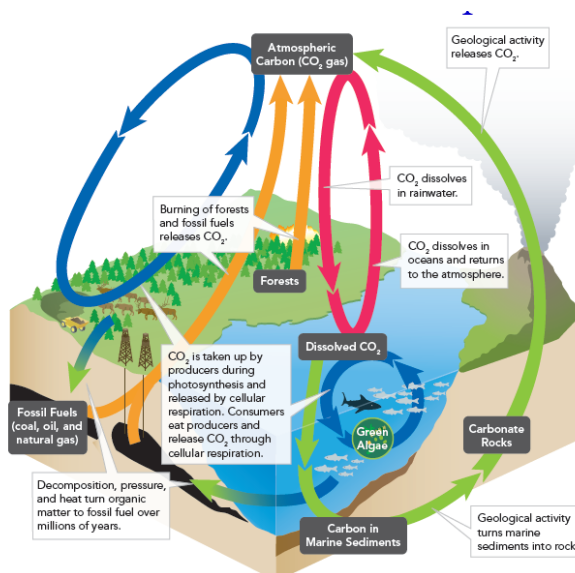 Atmospheric
Carbon (CO₂ gas)
Geological activity
releases CO₂.
CO₂ dissolves
in rainwater.
Burning of forests
and fossil fuels
releases CO₂.
CO₂ dissolves in
oceans and returns
to the atmosphere.
Forests
Dissolved CO₂
CO₂ is taken up by
producers during
photosynthesis and
released by cellular
respiration. Consumers
eat producers and
release CO₂ through
cellular respiration.
Fossil Fuels
(coal, oil, and
natural gas)
Green
Algae
Carbonate
Rocks
Decomposition, pressure,
and heat turn organic
matter to fossil fuel over
millions of years.
Carbon in
Marine Sediments
Geological activity
turns marine
sediments into rock